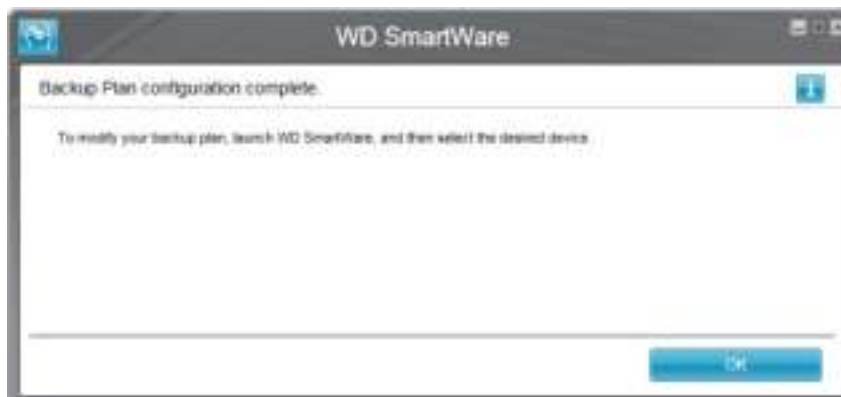 WD SmartWare
Backup Plan configuration complete.
To modify your backup plan, launch WD SmartWare, and then select the desired device.
OK